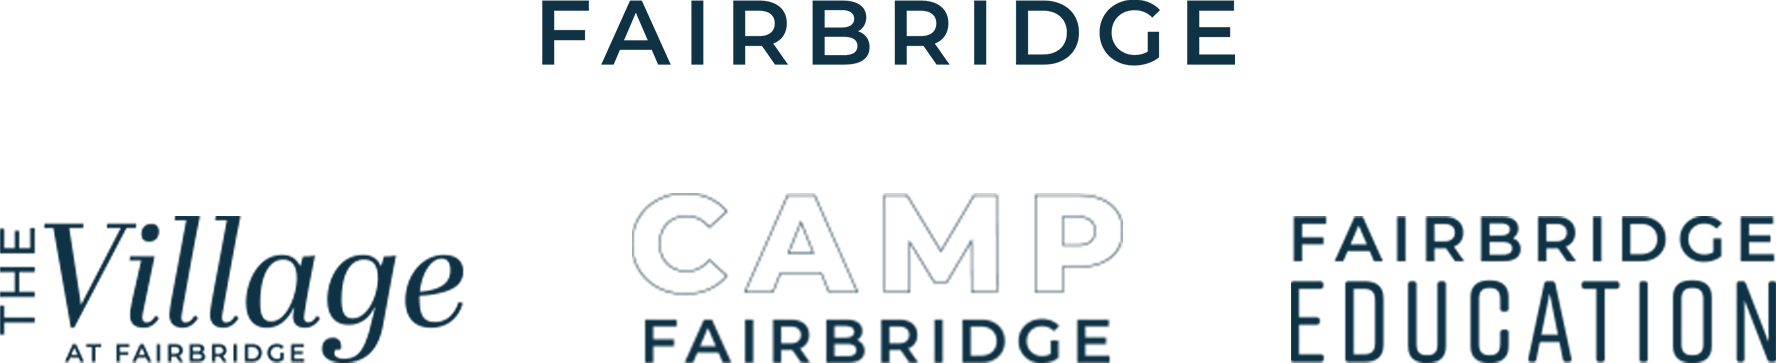 FAIRBRIDGE
THE
Village
AT FAIRBRIDGE
CAMP
FAIRBRIDGE
FAIRBRIDGE
EDUCATION